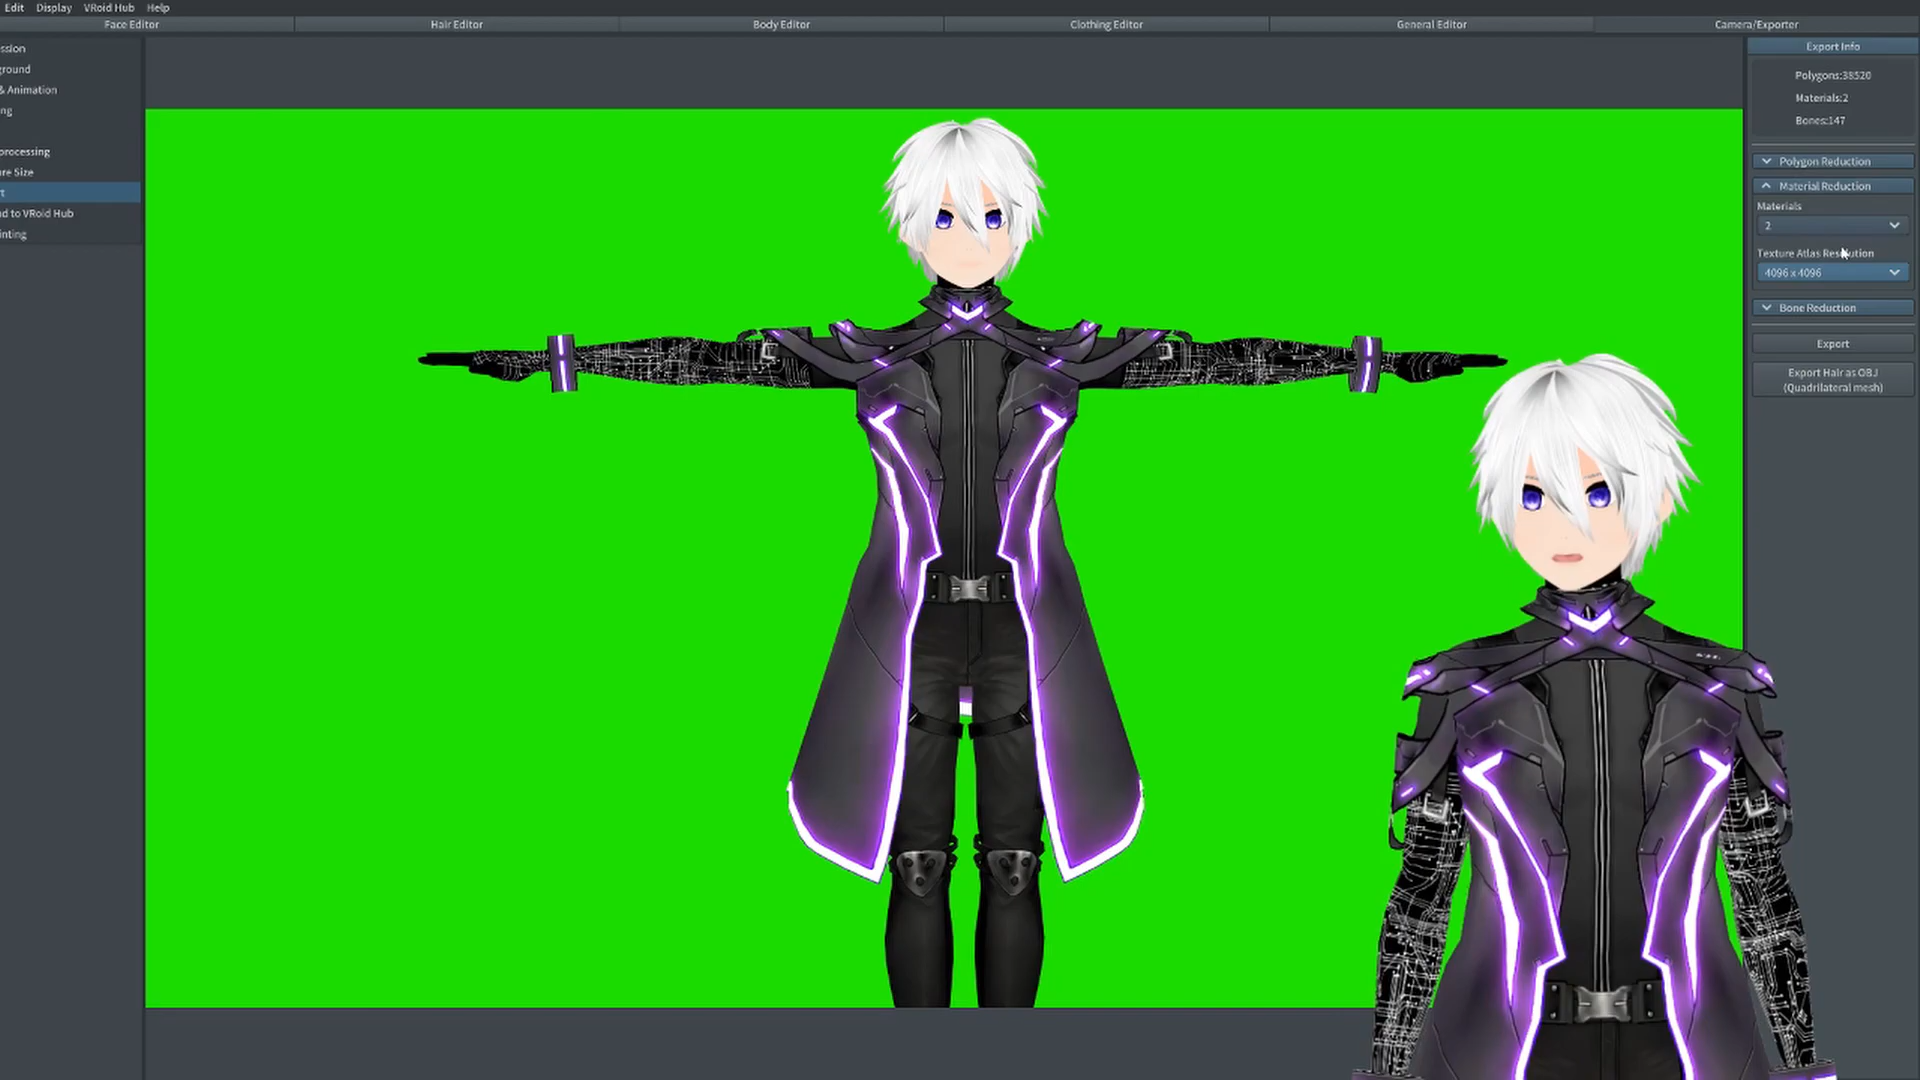 Edit Display VRoid Hub Help
Face Editor Hair Editor Body Editor Clothing Editor General Editor Camera/Exporter
ssion
ground
& Animation
ng
processing
re Size
rt
d to VRoid Hub
inting
Export Info
Polygons:38520
Materials:2
Bones:147
Polygon Reduction
Material Reduction
Materials
2
Texture Atlas Resolution
4096 x 4096
Bone Reduction
Export
Export Hair as OBJ
(Quadrilateral mesh)